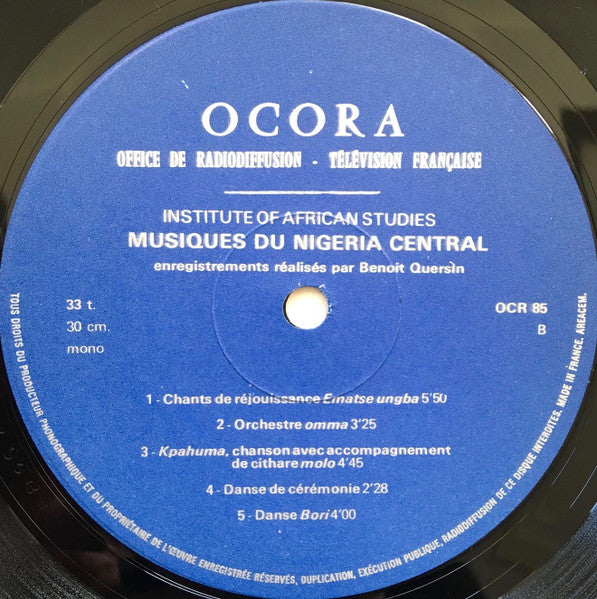 OCORA
OFFICE DE RADIODIFFUSION - TÉLÉVISION FRANÇAISE
INSTITUTE OF AFRICAN STUDIES
MUSIQUES DU NIGERIA CENTRAL
enregistrements réalisés par Benoit Quersin
33 t.
30 cm.
mono
OCR 85
B
1 - Chants de réjouissance Ematse ungba 5'50
2 - Orchestre omma 3'25
3 - Kpahuma, chanson avec accompagnement
de cithare molo 4'45
4 - Danse de cérémonie 2'28
5 - Danse Bori 4'00
TOUS DROITS DU PRODUCTEUR PHONOGRAPHIQUE ET DU PROPRIÉTAIRE DE L'ŒUVRE ENREGISTRÉE RÉSERVÉS, DUPLICATION, EXÉCUTION PUBLIQUE, RADIODIFFUSION DE CE DISQUE INTERDITES. MADE IN FRANCE. AREACEM.